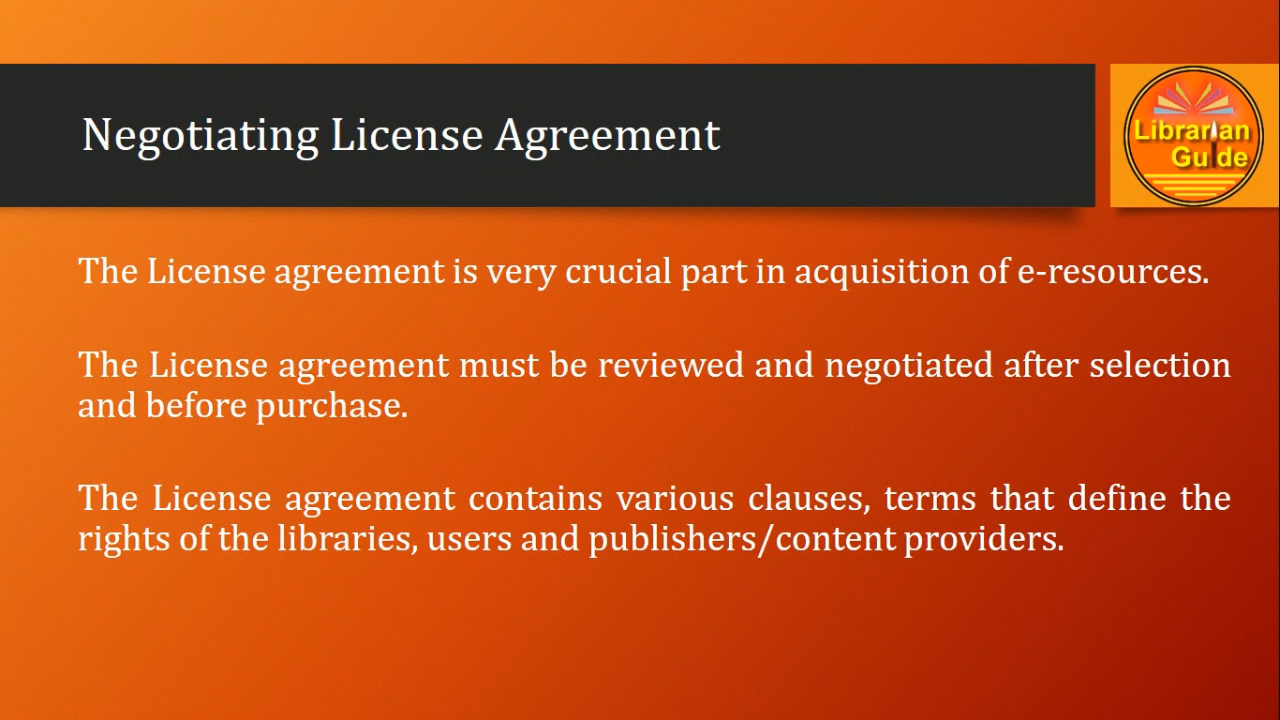 Negotiating License Agreement
Librarian
Guide
The License agreement is very crucial part in acquisition of e-resources.
The License agreement must be reviewed and negotiated after selection
and before purchase.
The License agreement contains various clauses, terms that define the
rights of the libraries, users and publishers/content providers.